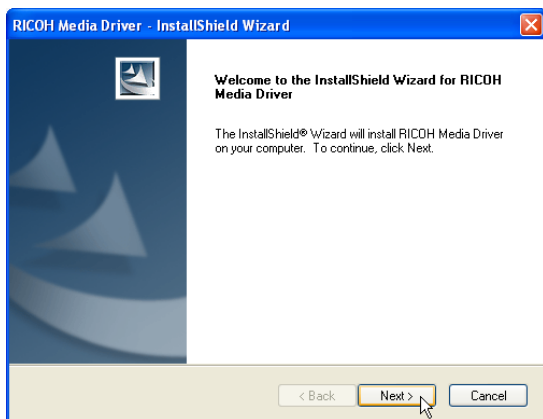 RICOH Media Driver - InstallShield Wizard
Welcome to the InstallShield Wizard for RICOH
Media Driver
The InstallShield® Wizard will install RICOH Media Driver
on your computer. To continue, click Next.
< Back
Next >
Cancel